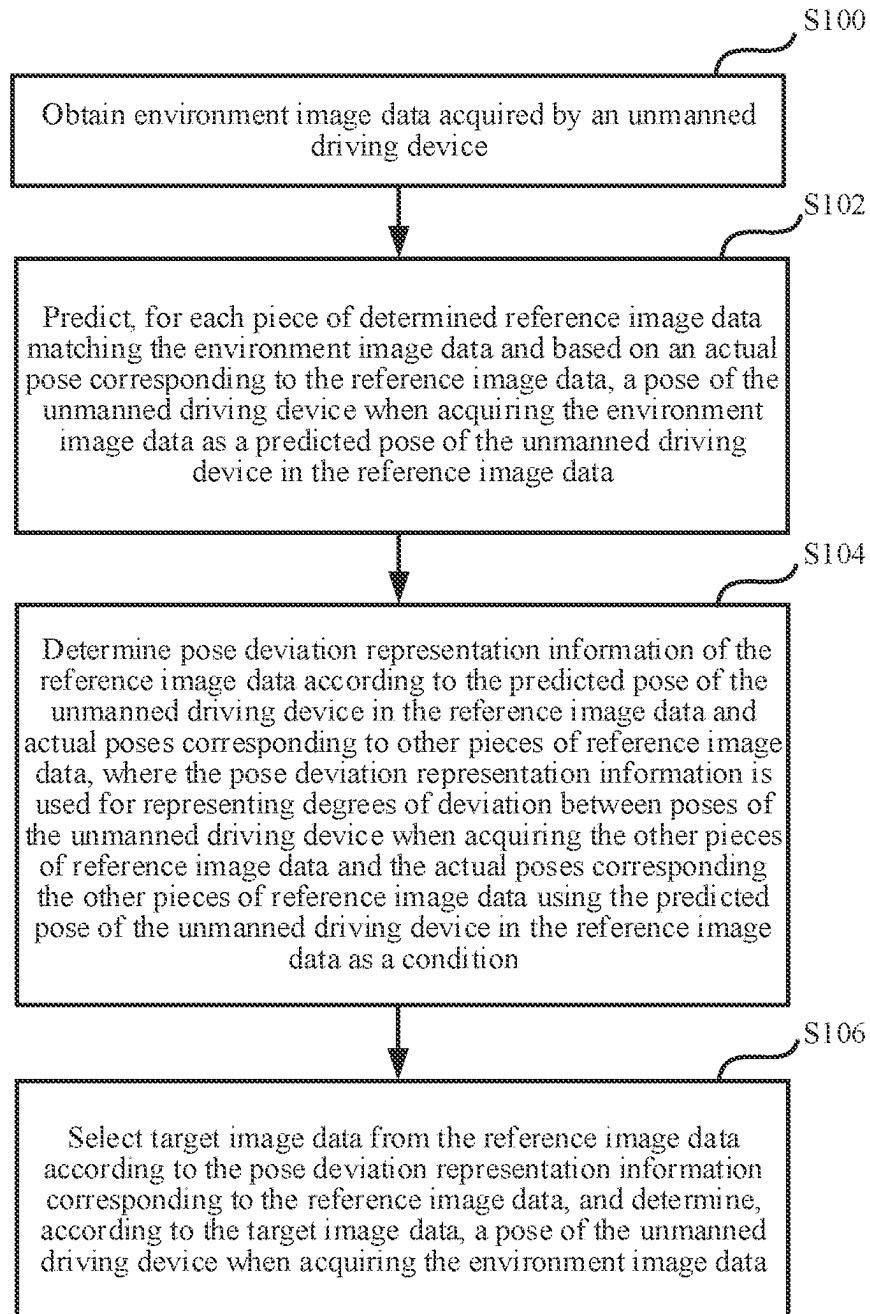 S100
Obtain environment image data acquired by an unmanned
driving device
S102
Predict, for each piece of determined reference image data
matching the environment image data and based on an actual
pose corresponding to the reference image data, a pose of the
unmanned driving device when acquiring the environment
image data as a predicted pose of the unmanned driving
device in the reference image data
S104
Determine pose deviation representation information of the
reference image data according to the predicted pose of the
unmanned driving device in the reference image data and
actual poses corresponding to other pieces of reference image
data, where the pose deviation representation information is
used for representing degrees of deviation between poses of
the unmanned driving device when acquiring the other pieces
of reference image data and the actual poses corresponding
the other pieces of reference image data using the predicted
pose of the unmanned driving device in the reference image
data as a condition
S106
Select target image data from the reference image data
according to the pose deviation representation information
corresponding to the reference image data, and determine,
according to the target image data, a pose of the unmanned
driving device when acquiring the environment image data